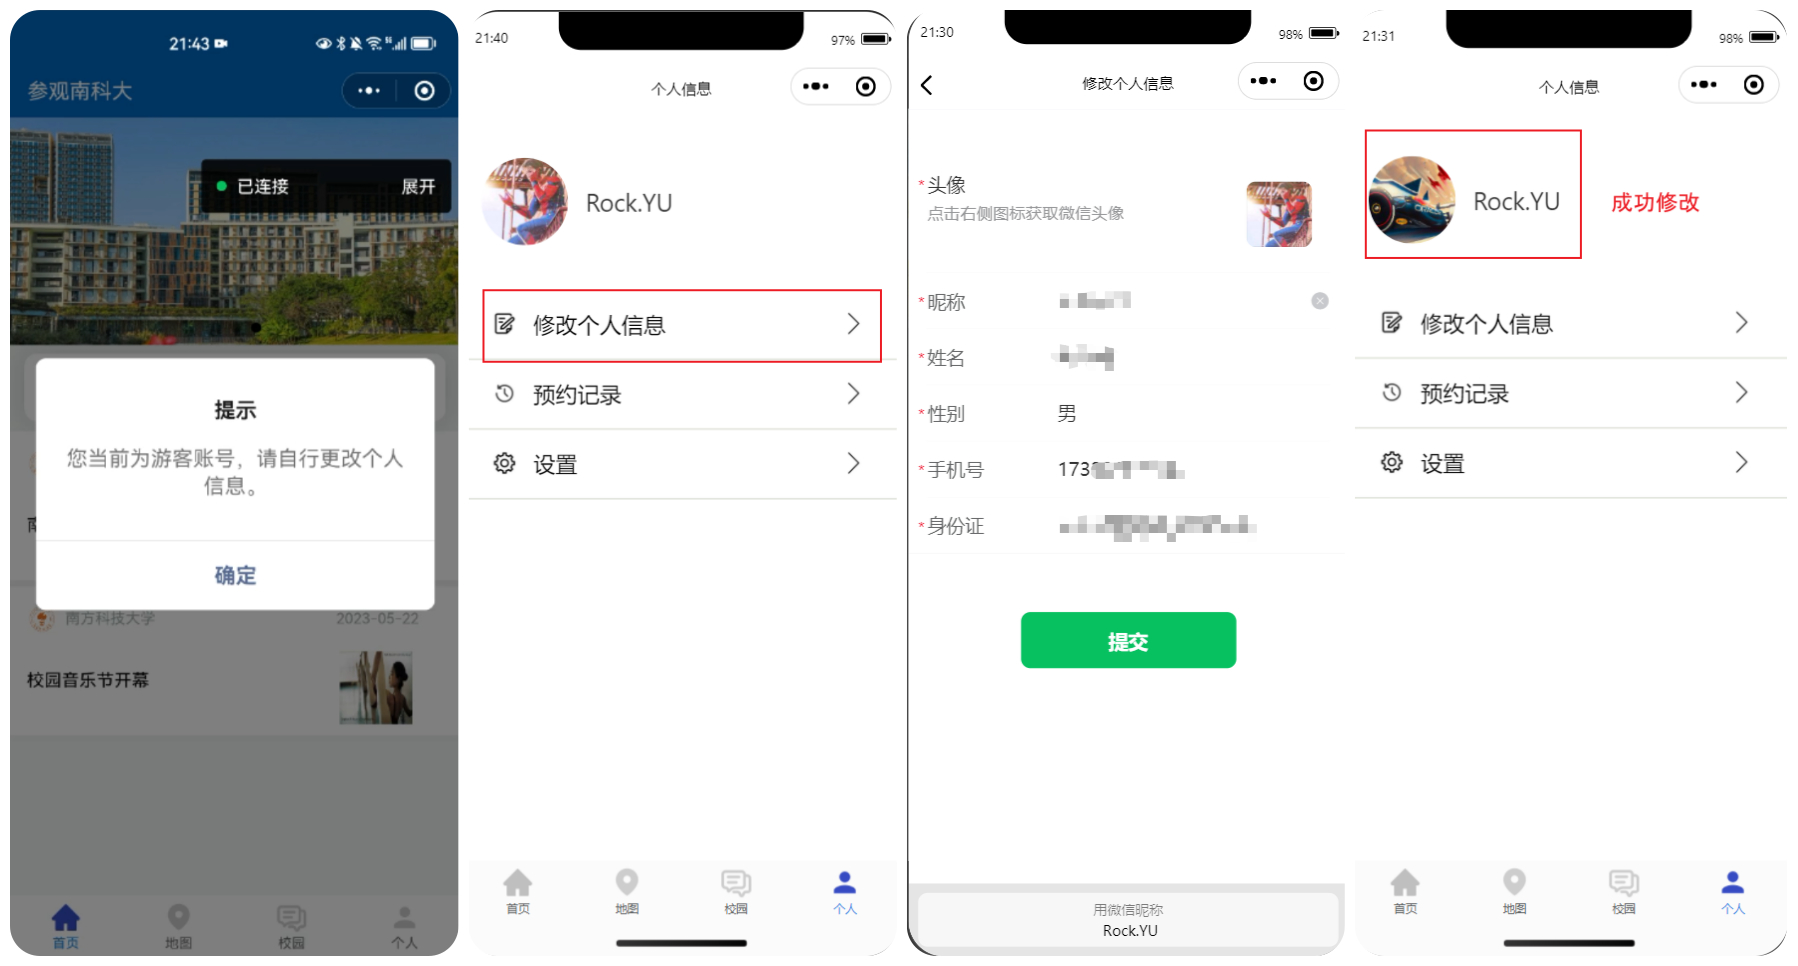 21:43
参观南科大
已连接
展开
提示
您当前为游客账号，请自行更改个人
信息。
确定
南方科技大学
2023-05-22
校园音乐节开幕
首页
地图
校园
个人
21:40
97%
个人信息
Rock.YU
修改个人信息
预约记录
设置
首页
地图
校园
个人
21:30
98%
修改个人信息
*头像
点击右侧图标获取微信头像
*昵称
*姓名
*性别 男
*手机号 173
*身份证
提交
用微信昵称
Rock.YU
21:31
98%
个人信息
Rock.YU
成功修改
修改个人信息
预约记录
设置
首页
地图
校园
个人